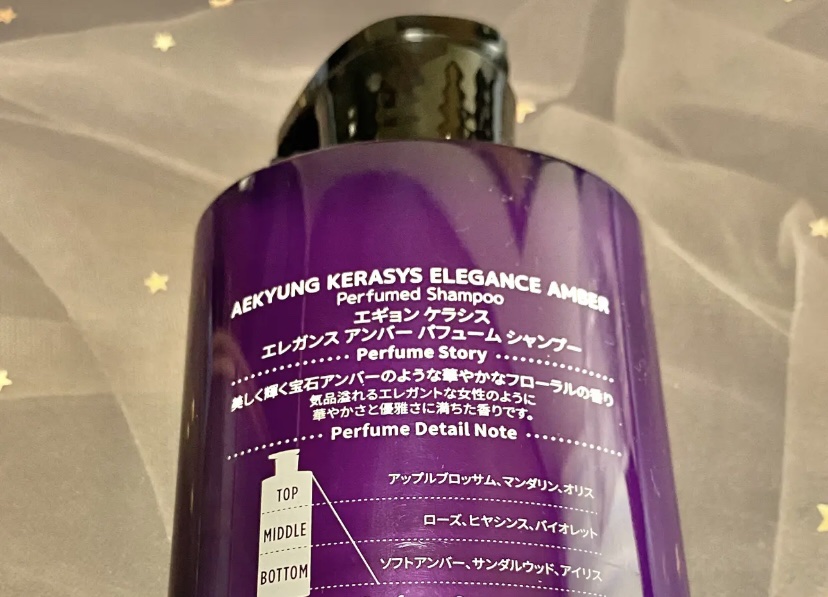 AEKYUNG KERASYS ELEGANCE AMBER
Perfumed Shampoo
エギョン ケラシス
エレガンス アンバー パフューム シャンプー
Perfume Story
美しく輝く宝石アンバーのような華やかなフローラルの香り
気品溢れるエレガントな女性のように
華やかさと優雅さに満ちた香りです。
Perfume Detail Note
TOP アップルブロッサム、マンダリン、オリス
MIDDLE ローズ、ヒヤシンス、バイオレット
BOTTOM ソフトアンバー、サンダルウッド、アイリス